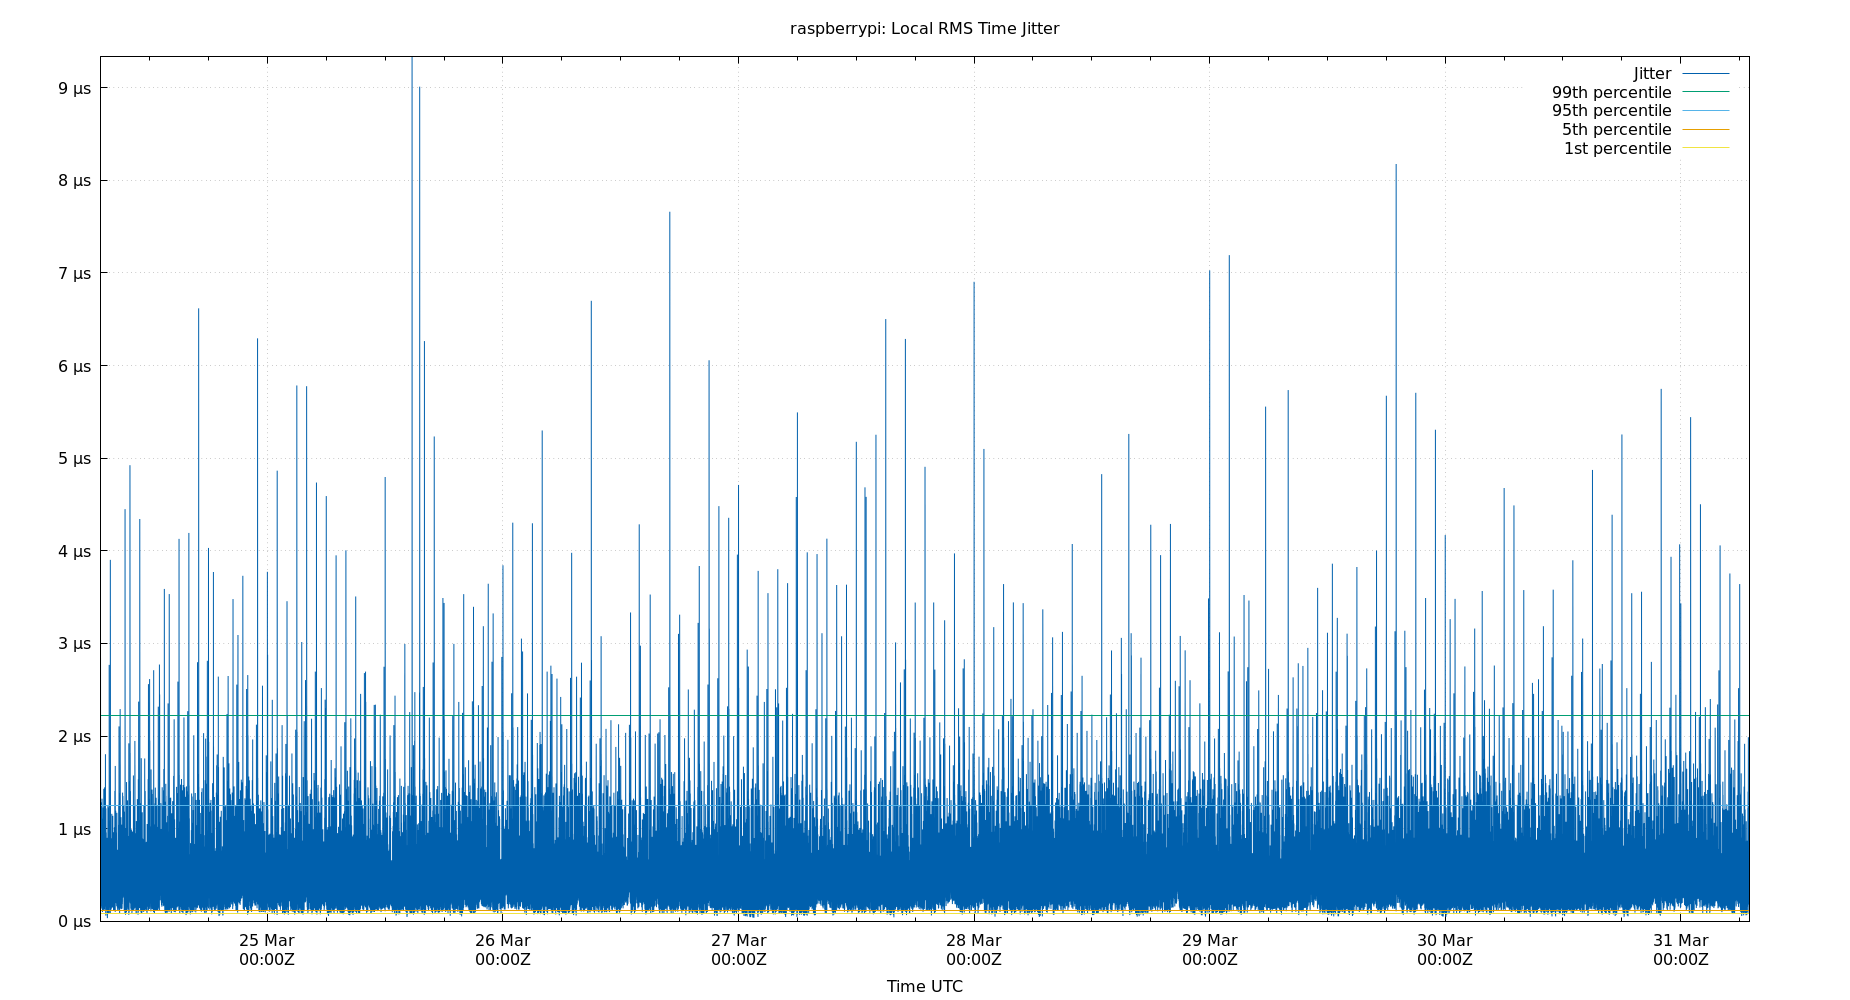 raspberrypi: Local RMS Time Jitter
Jitter
99th percentile
95th percentile
5th percentile
1st percentile
9 µs
8 µs
7 µs
6 µs
5 µs
4 µs
3 µs
2 µs
1 µs
0 µs
25 Mar 26 Mar 27 Mar 28 Mar 29 Mar 30 Mar 31 Mar
00:00Z 00:00Z 00:00Z 00:00Z 00:00Z 00:00Z 00:00Z
Time UTC